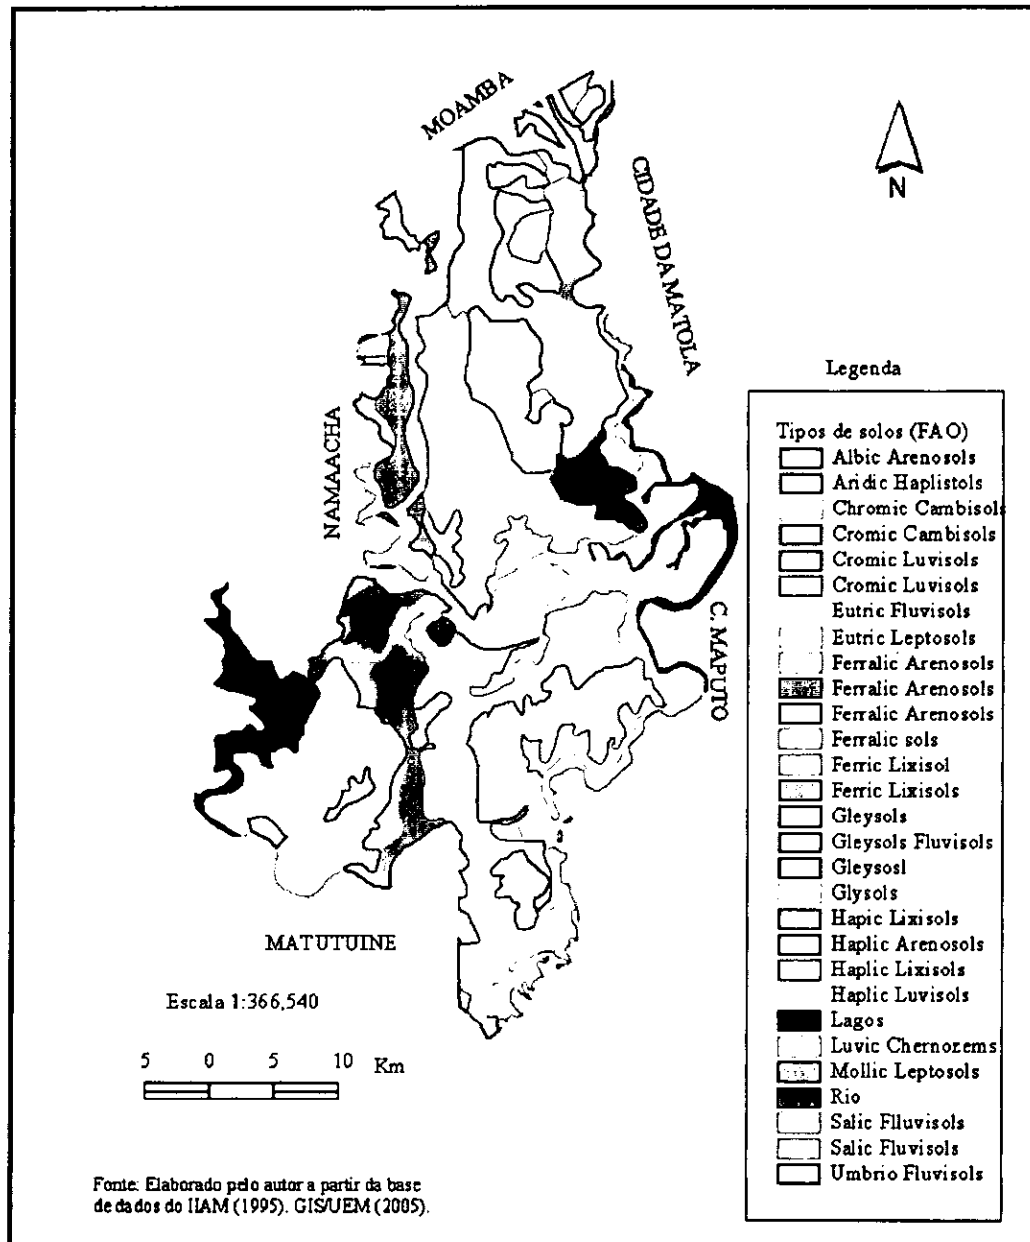 MOAMBA
N
CIDADE DA MATOLA
NAMAACHA
C. MAPUTO
MATUTUINE
Escala 1:366,540
5 0 5 10 Km
Fonte: Elaborado pelo autor a partir da base
de dados do IIAM (1995). GIS/UEM (2005).
Legenda
Tipos de solos (FAO)
Albic Arenosols
Aridic Haplistols
Chromic Cambisols
Cromic Cambisols
Cromic Luvisols
Cromic Luvisols
Eutric Fluvisols
Eutric Leptosols
Ferralic Arenosols
Ferralic Arenosols
Ferralic Arenosols
Ferralic sols
Ferric Lixisol
Ferric Lixisols
Gleysols
Gleysols Fluvisols
Gleysosl
Glysols
Hapic Lixisols
Haplic Arenosols
Haplic Lixisols
Haplic Luvisols
Lagos
Luvic Chernozems
Mollic Leptosols
Rio
Salic Flluvisols
Salic Fluvisols
Umbrio Fluvisols